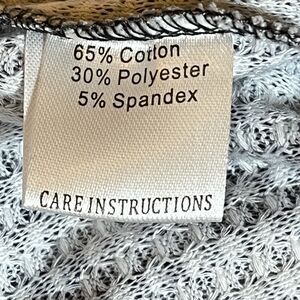 65% Cotton
30% Polyester
5% Spandex
CARE INSTRUCTIONS